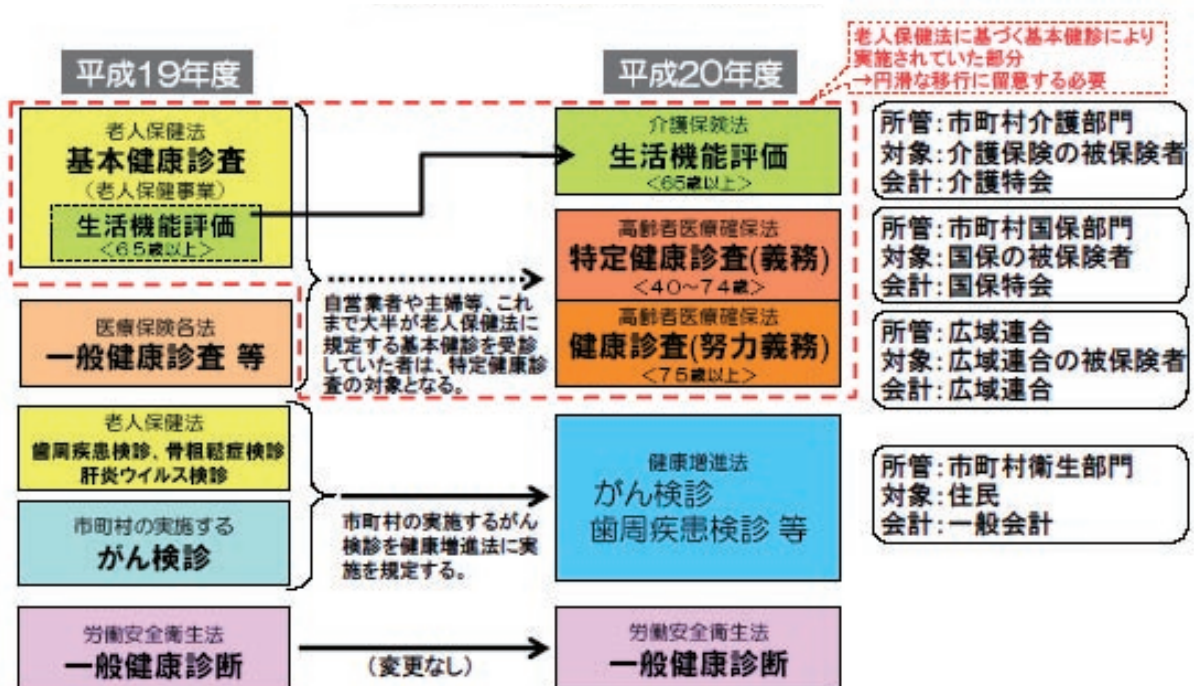 平成19年度
老人保健法
基本健康診査
(老人保健事業)
生活機能評価
<65歳以上>
医療保険各法
一般健康診査 等
老人保健法
歯周疾患検診、骨粗鬆症検診
肝炎ウイルス検診
市町村の実施する
がん検診
労働安全衛生法
一般健康診断
自営業者や主婦等、これ
まで大半が老人保健法に
規定する基本健診を受診
していた者は、特定健康診
査の対象となる。
市町村の実施するがん
検診を健康増進法に実
施を規定する。
(変更なし)
平成20年度
介護保険法
生活機能評価
<65歳以上>
高齢者医療確保法
特定健康診査(義務)
<40～74歳>
高齢者医療確保法
健康診査(努力義務)
<75歳以上>
健康増進法
がん検診
歯周疾患検診 等
労働安全衛生法
一般健康診断
老人保健法に基づく基本健診により
実施されていた部分
→円滑な移行に留意する必要
所管:市町村介護部門
対象:介護保険の被保険者
会計:介護特会
所管:市町村国保部門
対象:国保の被保険者
会計:国保特会
所管:広域連合
対象:広域連合の被保険者
会計:広域連合
所管:市町村衛生部門
対象:住民
会計:一般会計